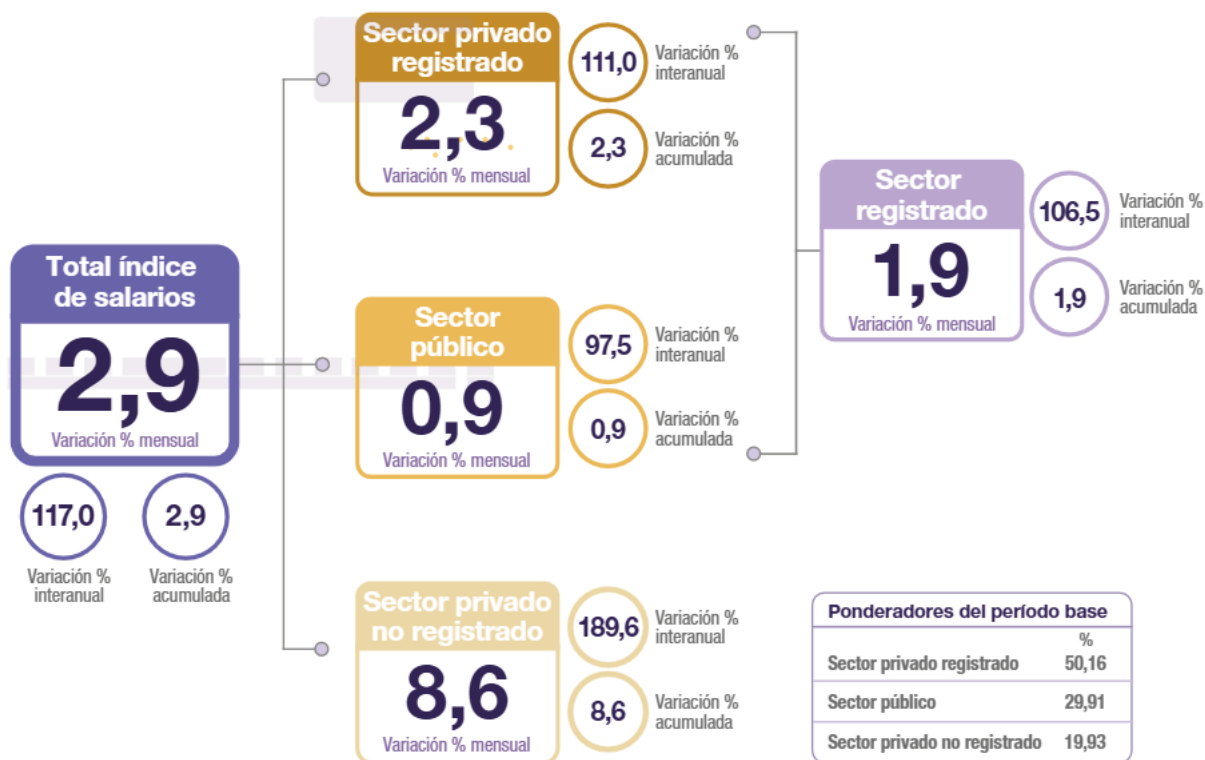 Total índice
de salarios
2,9
Variación % mensual
117,0
Variación %
interanual
2,9
Variación %
acumulada
Sector privado
registrado
2,3
Variación % mensual
111,0
Variación %
interanual
2,3
Variación %
acumulada
Sector
público
0,9
Variación % mensual
97,5
Variación %
interanual
0,9
Variación %
acumulada
Sector privado
no registrado
8,6
Variación % mensual
189,6
Variación %
interanual
8,6
Variación %
acumulada
Sector
registrado
1,9
Variación % mensual
106,5
Variación %
interanual
1,9
Variación %
acumulada
Ponderadores del período base
%
Sector privado registrado 50,16
Sector público 29,91
Sector privado no registrado 19,93